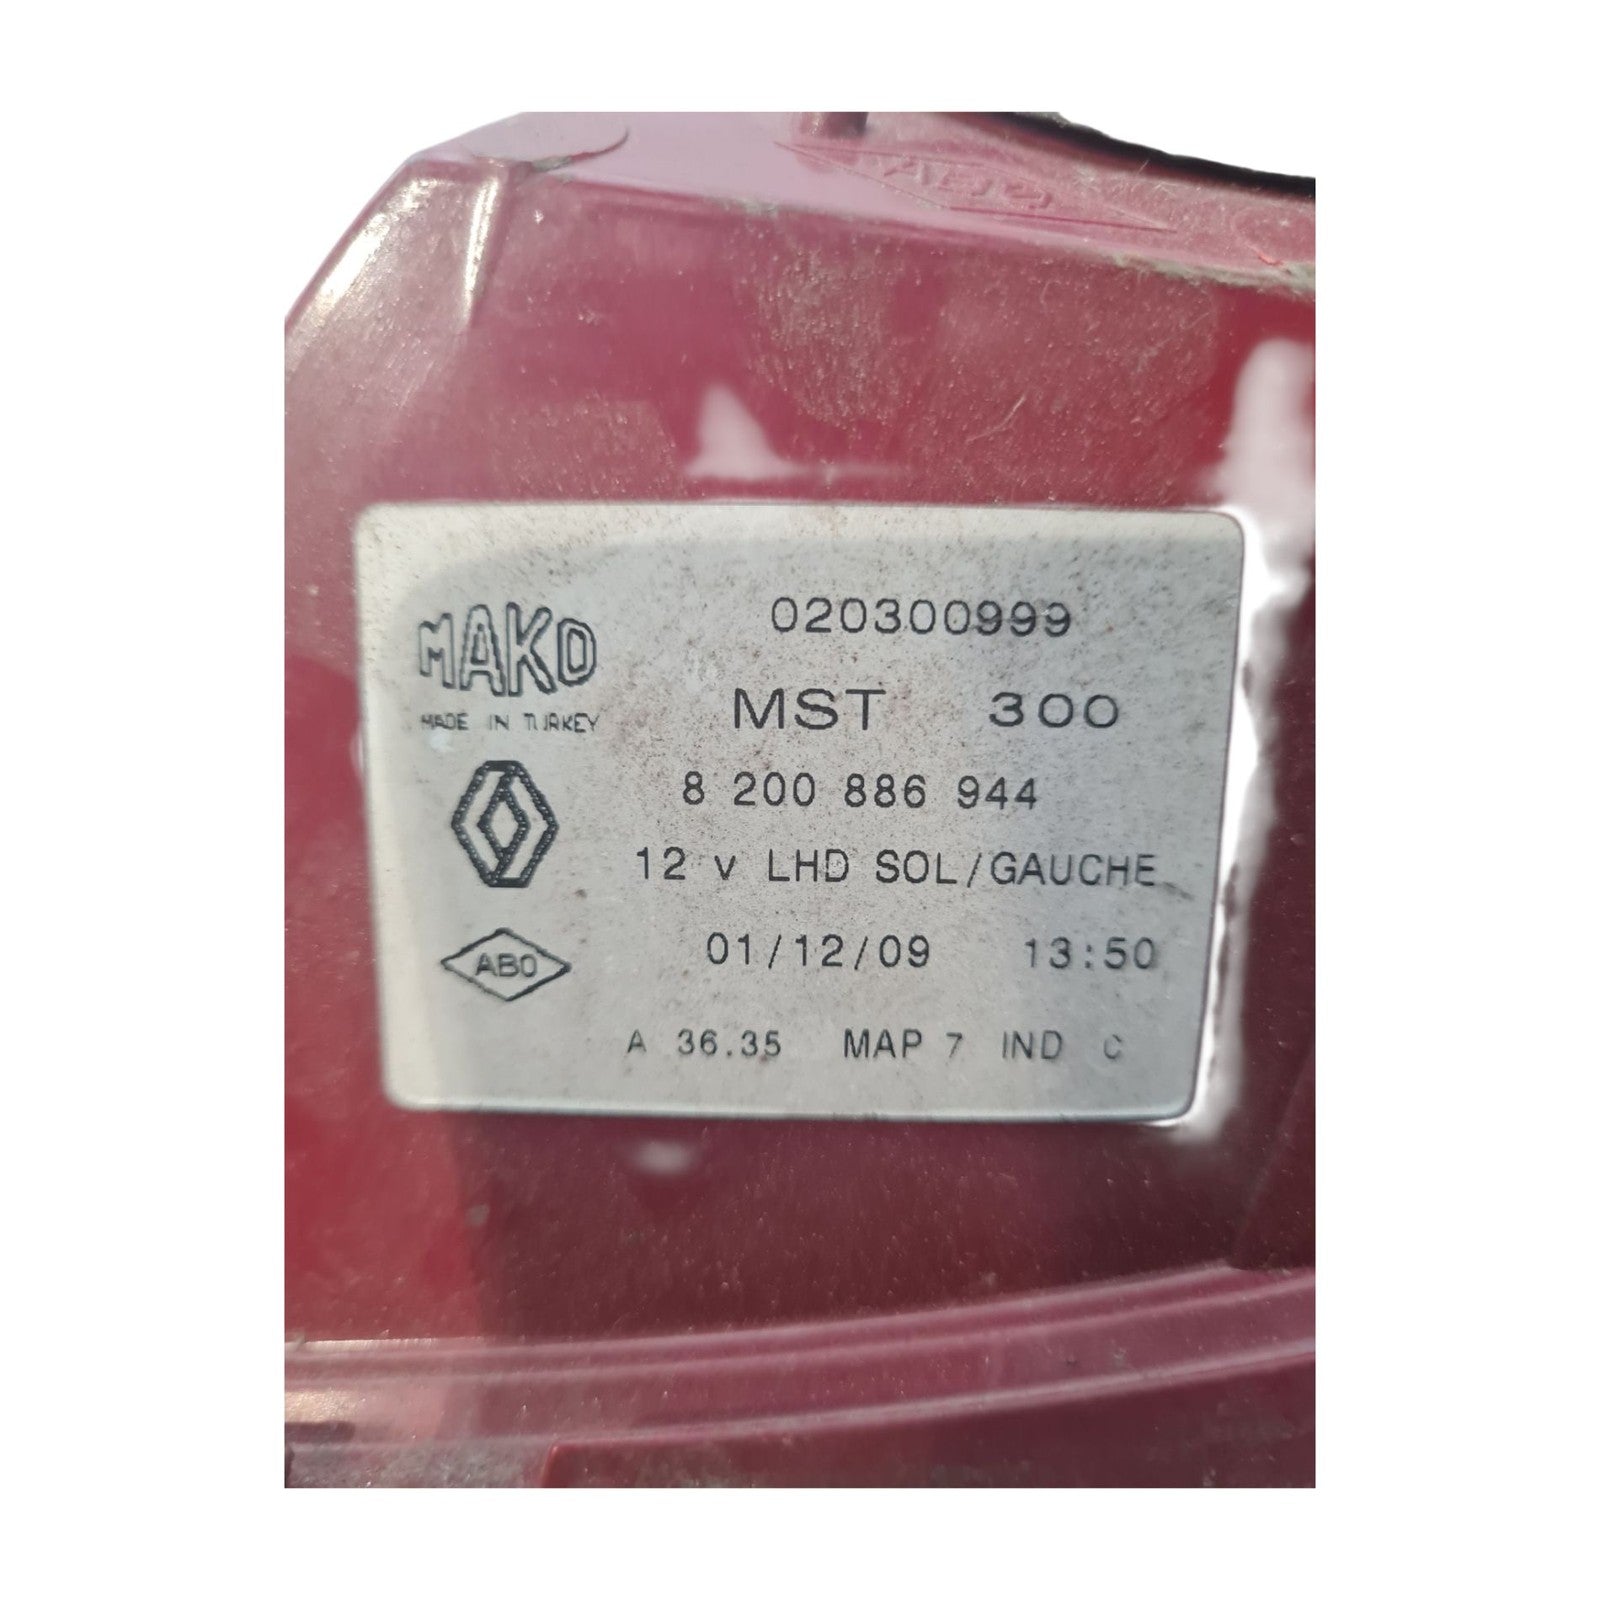 MAKO
MADE IN TURKEY
020300999
MST 300
8 200 886 944
12 v LHD SOL/GAUCHE
ABO
01/12/09 13:50
A 36.35 MAP 7 IND C